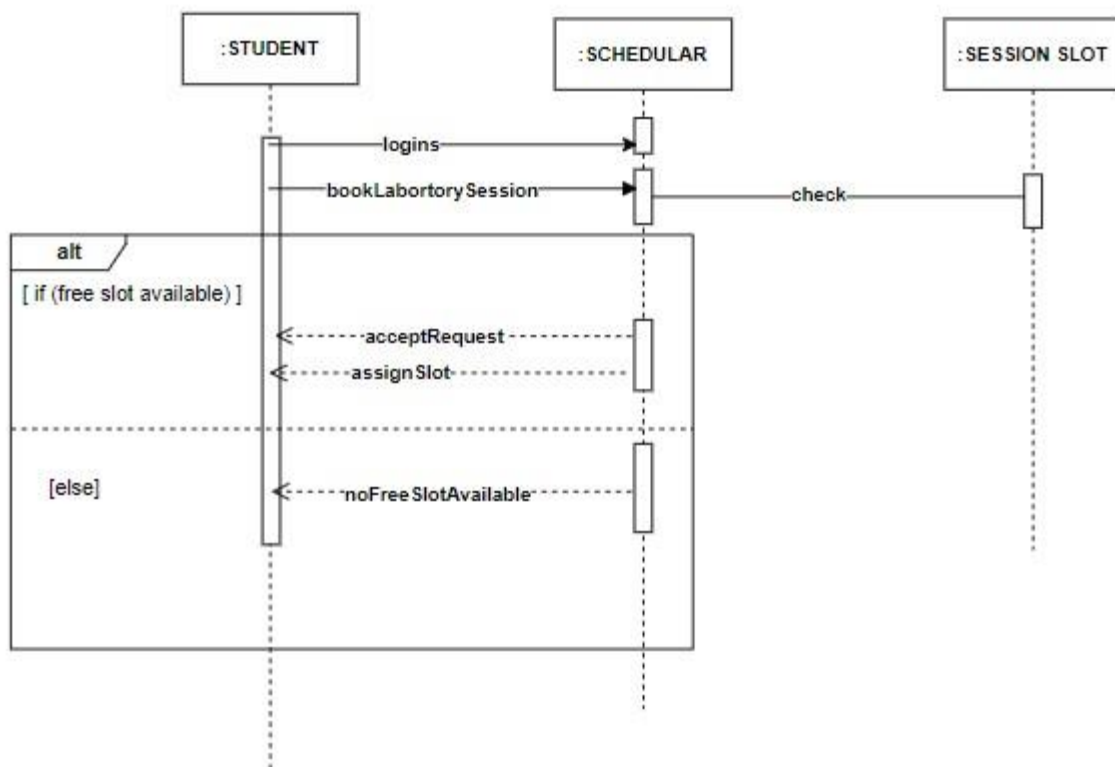 :STUDENT
:SCHEDULAR
:SESSION SLOT
logins
bookLabortorySession
check
alt
[ if (free slot available) ]
acceptRequest
assignSlot
[else]
noFreeSlotAvailable